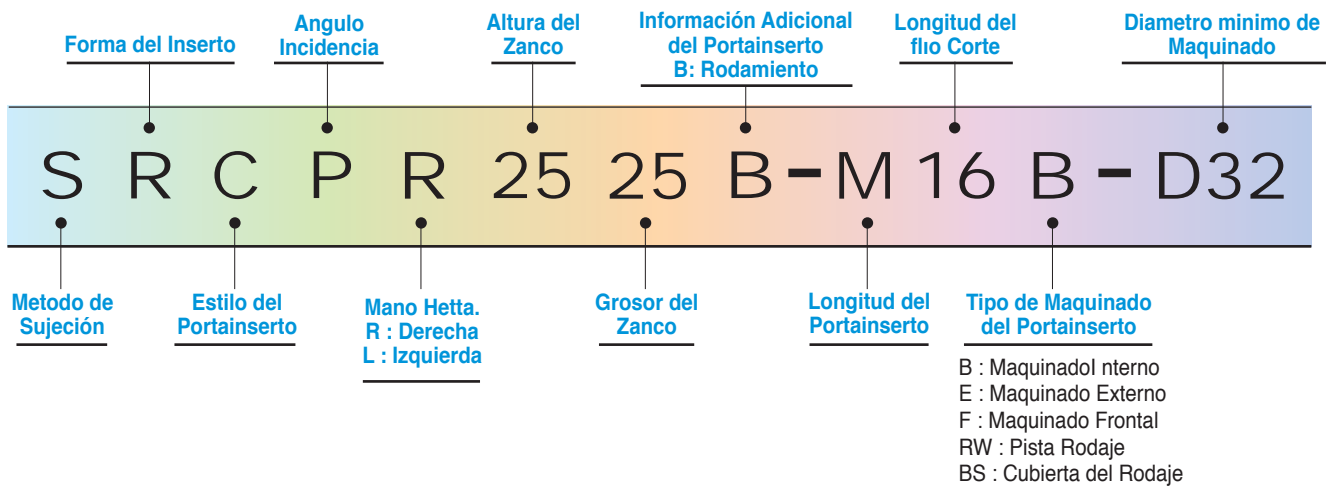 Forma del Inserto
Angulo
Incidencia
Altura del
Zanco
Información Adicional
del Portainserto
B: Rodamiento
Longitud del
flio Corte
Diametro minimo de
Maquinado
S R C P R 25 25 B-M 16 B - D32
Metodo de
Sujeción
Estilo del
Portainserto
Mano Hetta.
R : Derecha
L : Izquierda
Grosor del
Zanco
Longitud del
Portainserto
Tipo de Maquinado
del Portainserto
B : MaquinadoI nterno
E : Maquinado Externo
F : Maquinado Frontal
RW : Pista Rodaje
BS : Cubierta del Rodaje